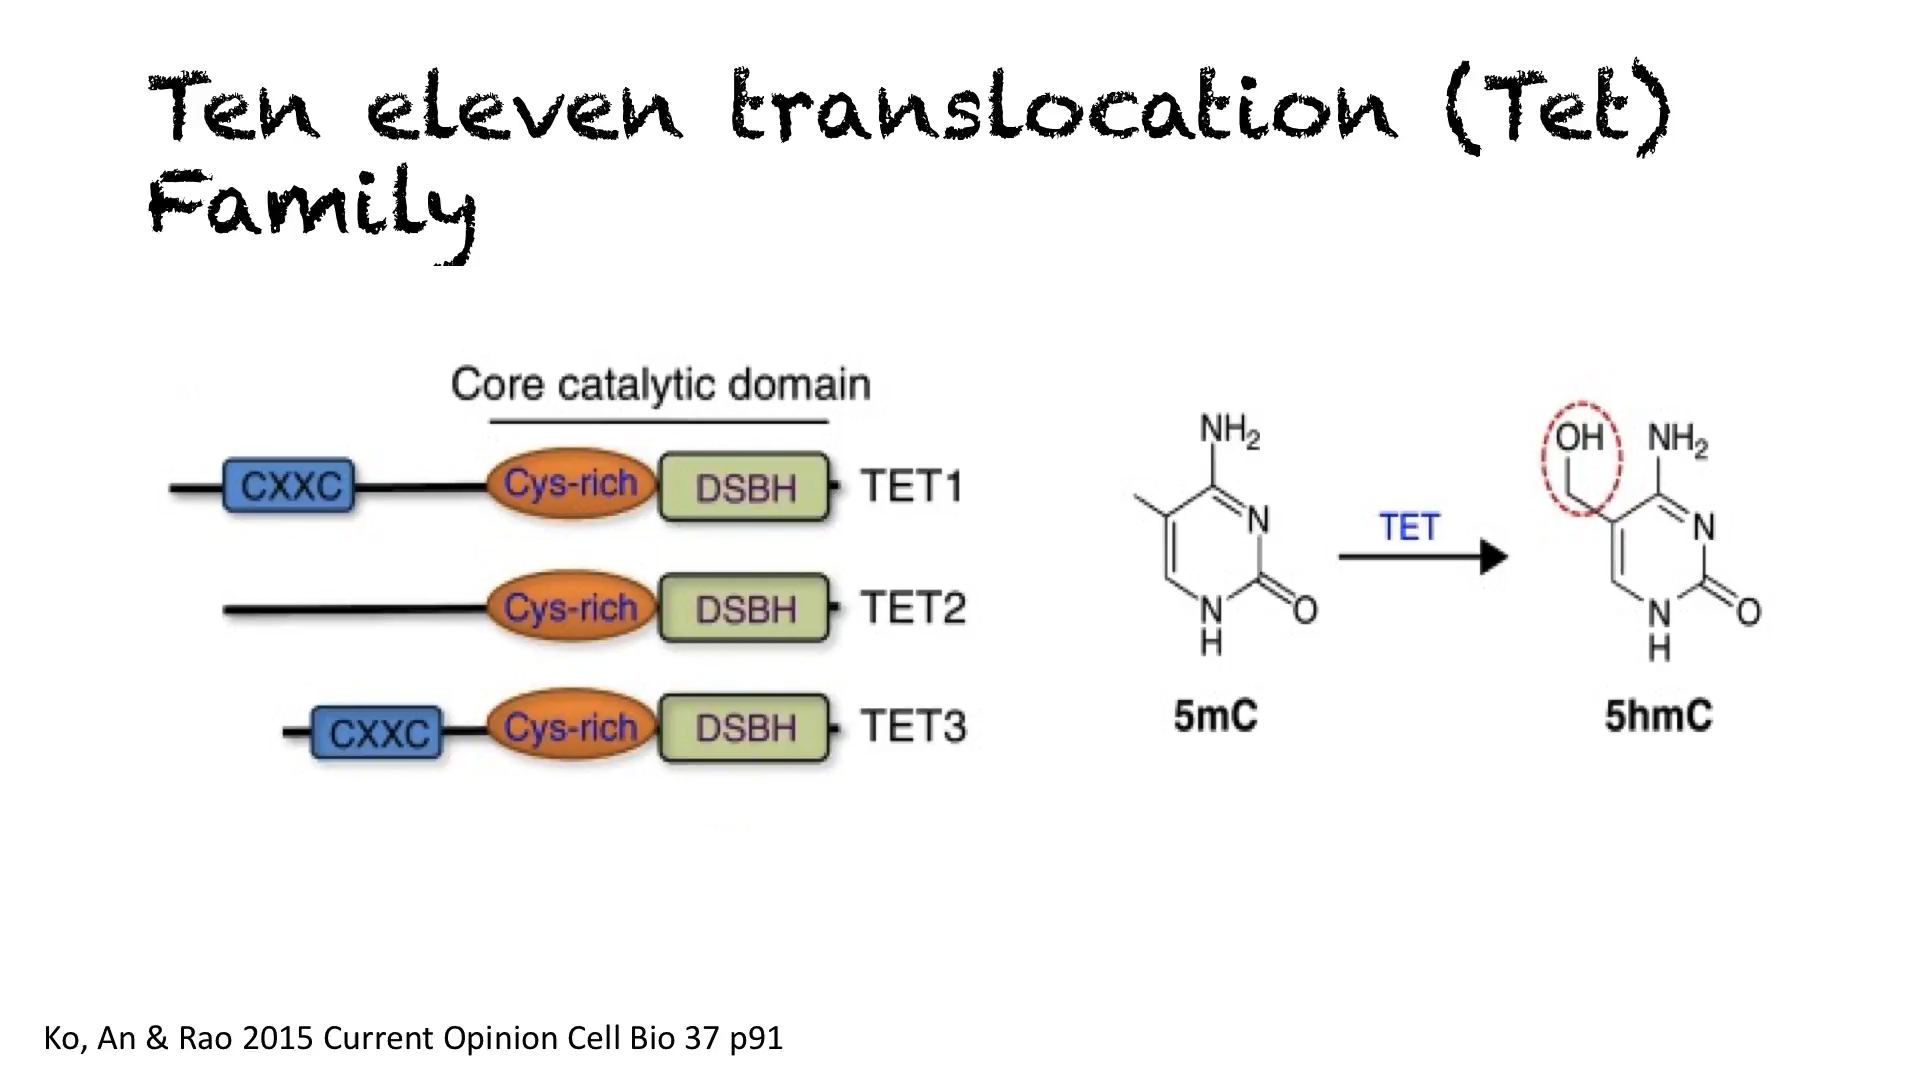 Ten eleven translocation (Tet)
Family
Core catalytic domain
CXXC Cys-rich DSBH TET1
Cys-rich DSBH TET2
CXXC Cys-rich DSBH TET3
NH2
N
N
H
O
5mC
TET
OH
NH2
N
N
H
O
5hmC
Ko, An & Rao 2015 Current Opinion Cell Bio 37 p91